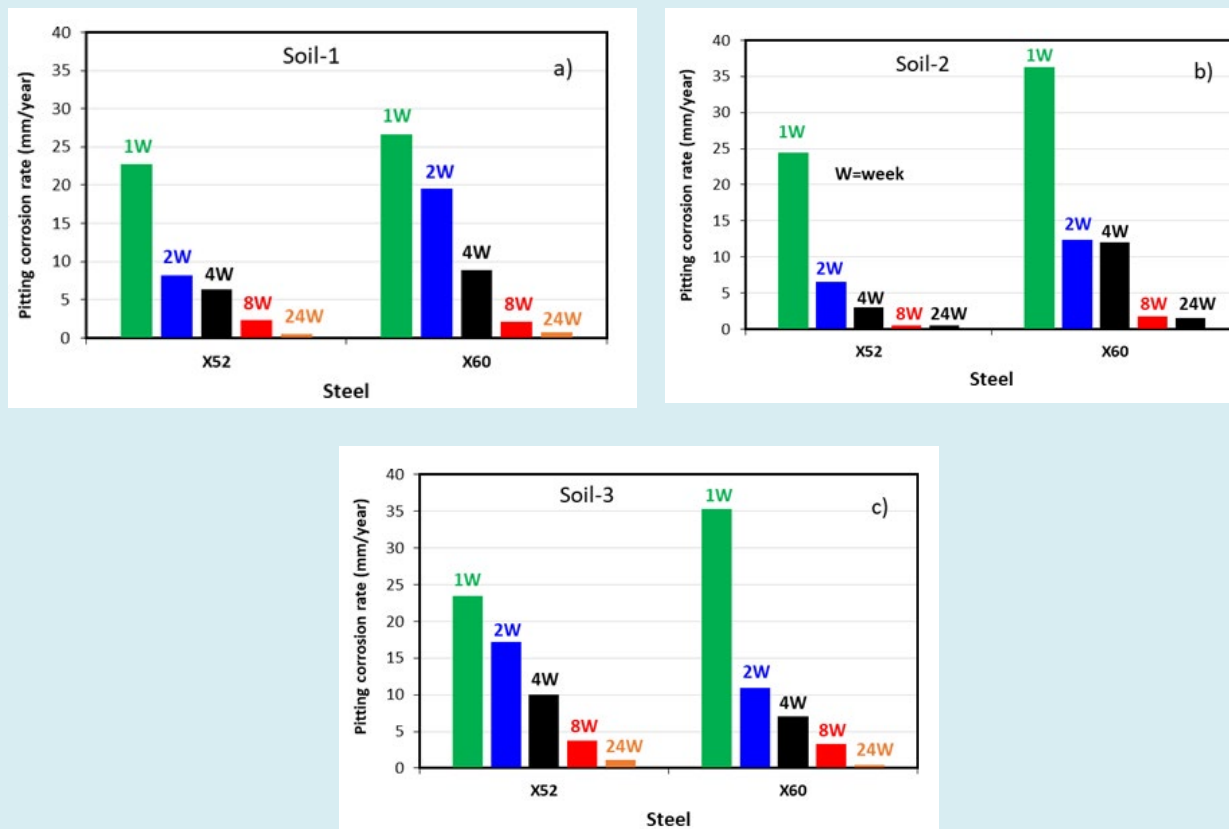 Soil-1
a)
Pitting corrosion rate (mm/year)
40
35
30
25
20
15
10
5
0
1W
2W
4W
8W
24W
1W
2W
4W
8W
24W
X52
X60
Steel
Soil-2
b)
Pitting corrosion rate (mm/year)
40
35
30
25
20
15
10
5
0
W=week
1W
2W
4W
8W
24W
1W
2W
4W
8W
24W
X52
X60
Steel
Soil-3
c)
Pitting corrosion rate (mm/year)
40
35
30
25
20
15
10
5
0
1W
2W
4W
8W
24W
1W
2W
4W
8W
24W
X52
X60
Steel